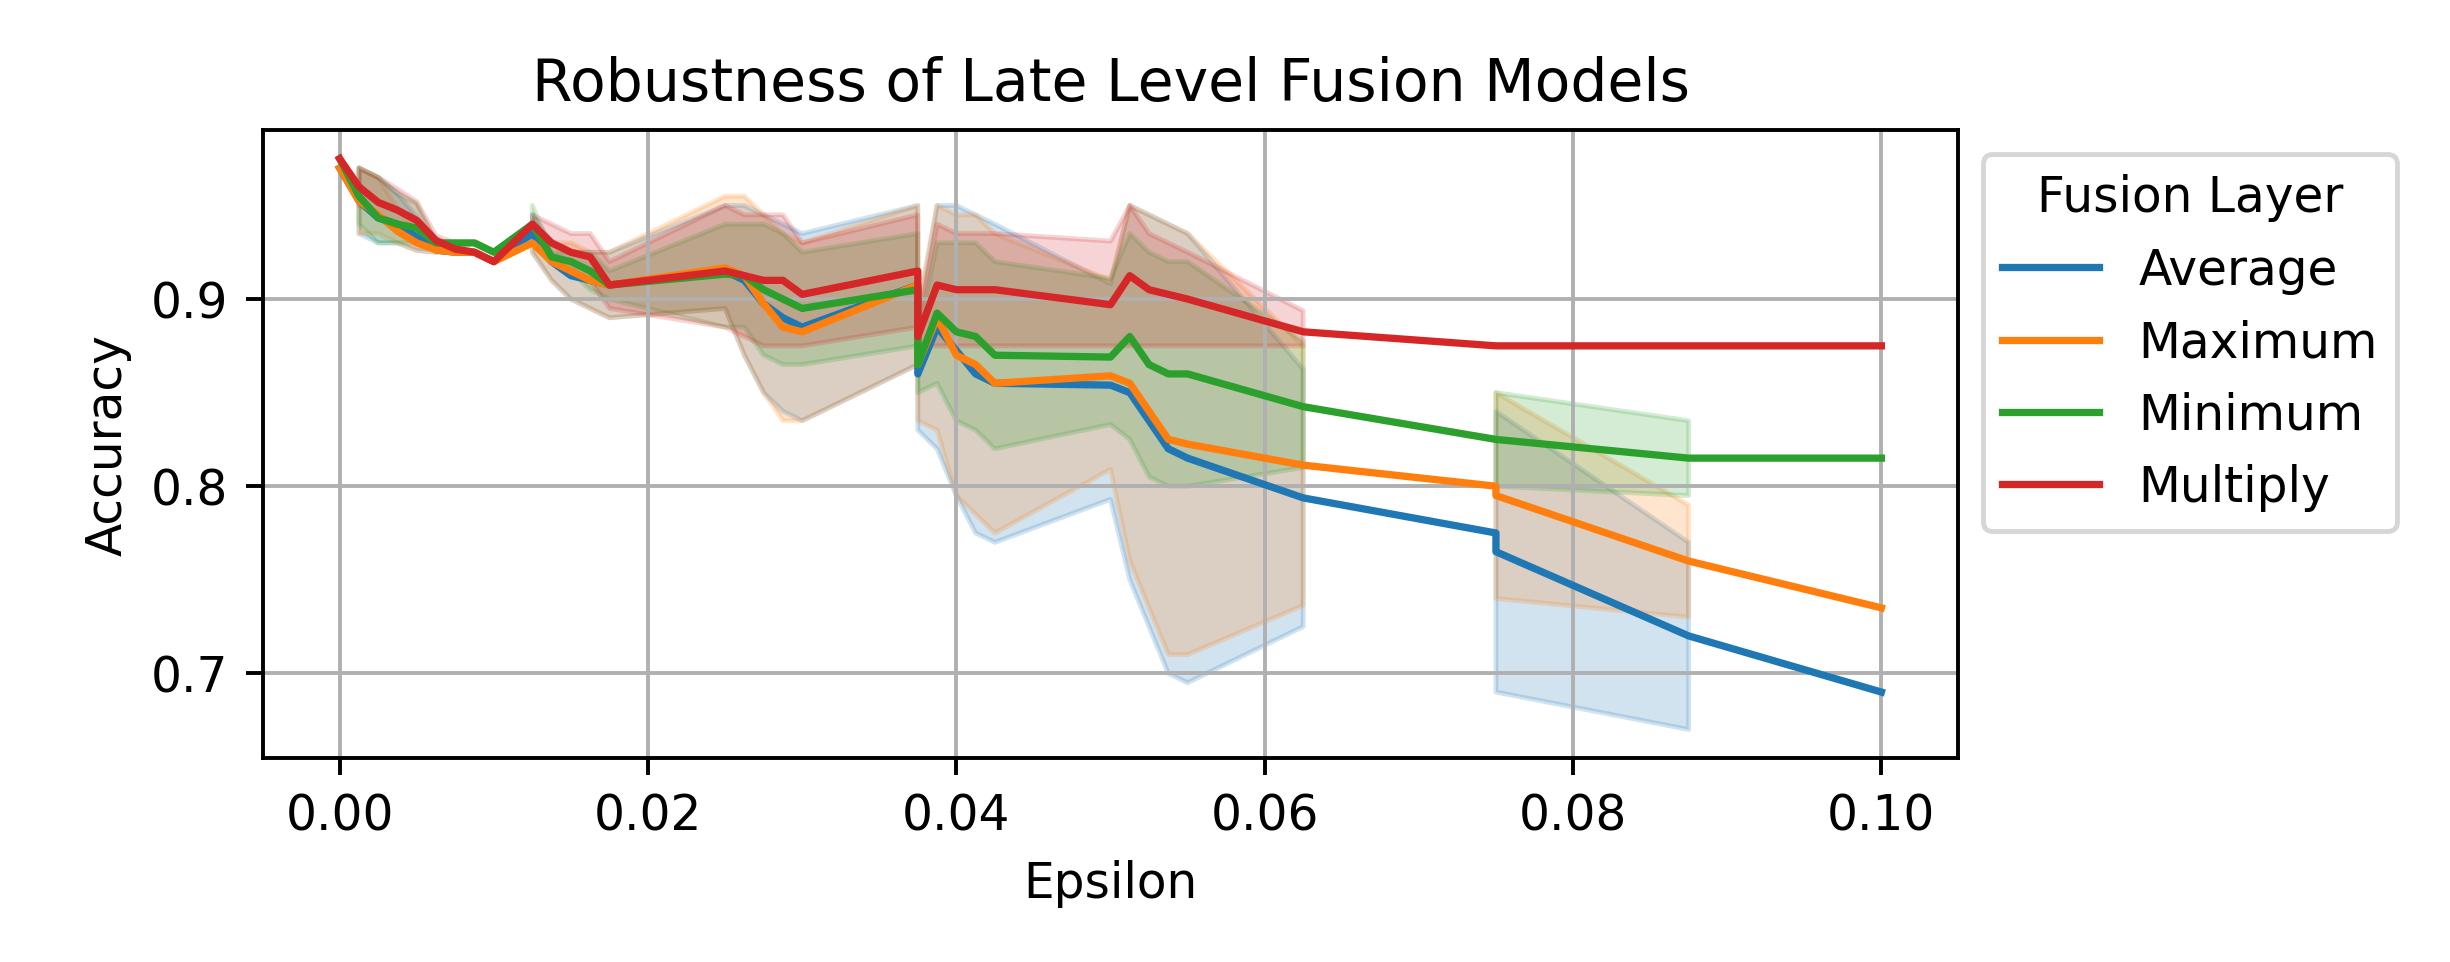 Robustness of Late Level Fusion Models
Accuracy
0.9
0.8
0.7
0.00 0.02 0.04 0.06 0.08 0.10
Epsilon
Fusion Layer
Average
Maximum
Minimum
Multiply